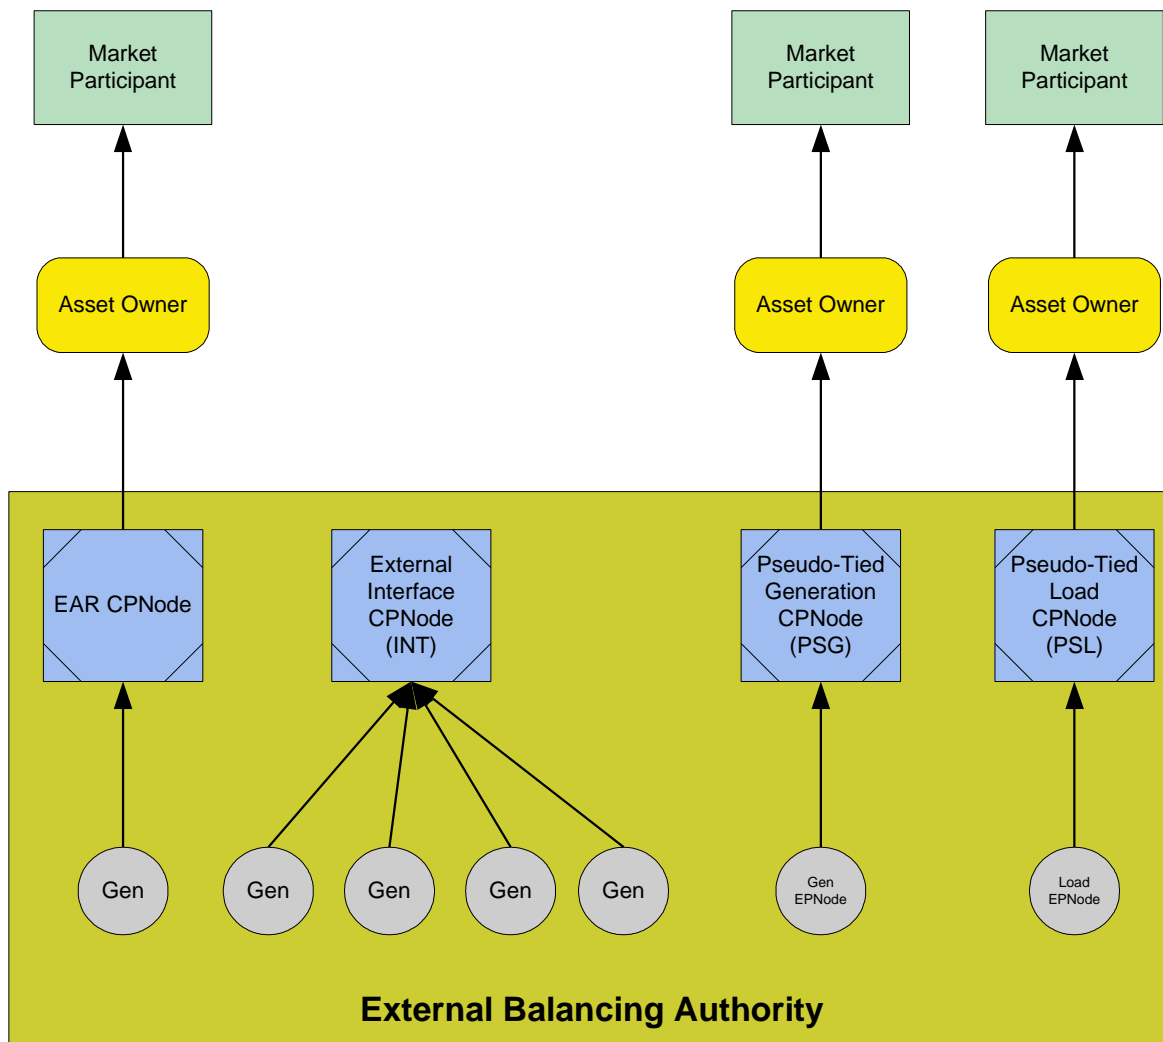 Market
Participant
Market
Participant
Market
Participant
Asset Owner
Asset Owner
Asset Owner
EAR CPNode
External
Interface
CPNode
(INT)
Pseudo-Tied
Generation
CPNode
(PSG)
Pseudo-Tied
Load
CPNode
(PSL)
Gen
Gen
Gen
Gen
Gen
Gen
EPNode
Load
EPNode
External Balancing Authority